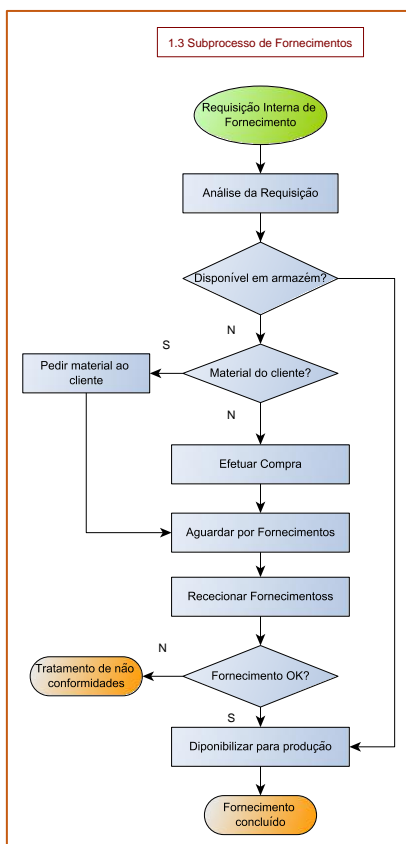 1.3 Subprocesso de Fornecimentos
Requisição Interna de
Fornecimento
Análise da Requisição
Disponível em armazém?
N
S
Pedir material ao
cliente
Material do cliente?
N
Efetuar Compra
Aguardar por Fornecimentos
Rececionar Fornecimentoss
N
Tratamento de não
conformidades
Fornecimento OK?
S
Diponibilizar para produção
Fornecimento
concluído